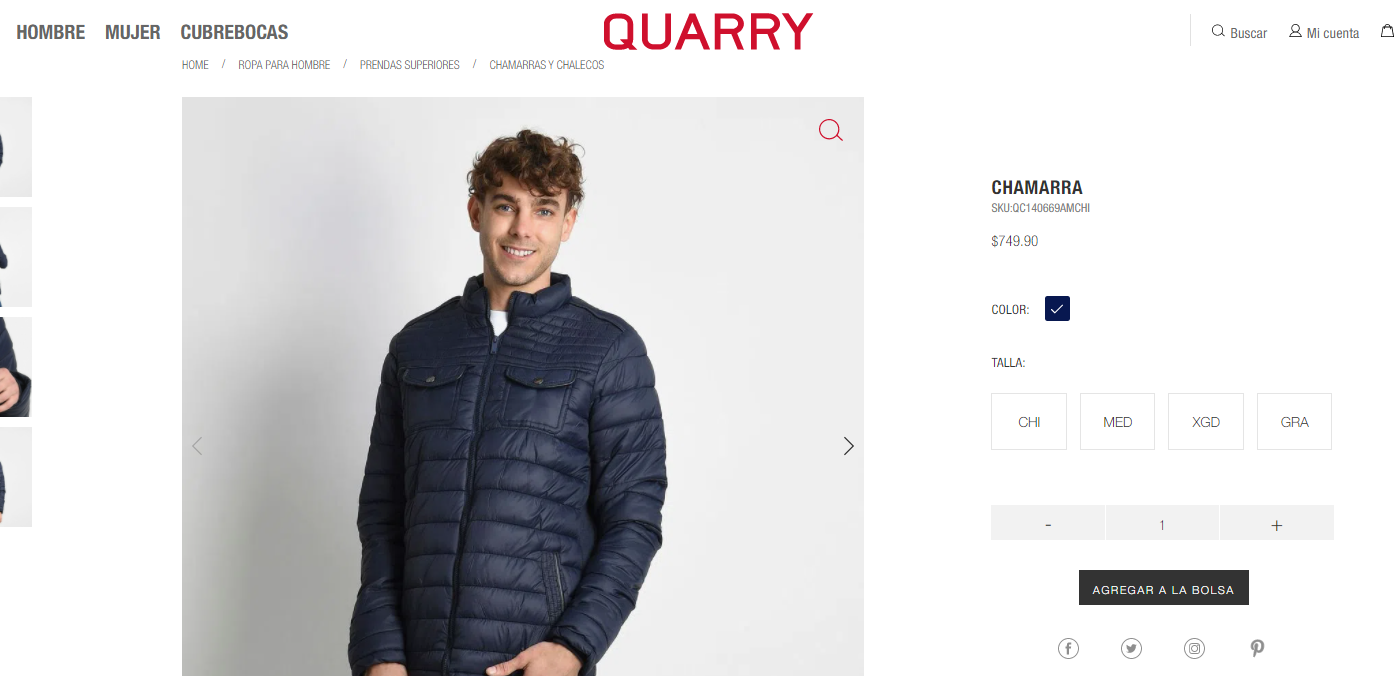 HOMBRE MUJER CUBREBOCAS
QUARRY
Buscar Mi cuenta
HOME / ROPA PARA HOMBRE / PRENDAS SUPERIORES / CHAMARRAS Y CHALECOS
CHAMARRA
SKU:QC140669AMCHI
$749.90
COLOR:
TALLA:
CHI MED XGD GRA
- 1 +
AGREGAR A LA BOLSA